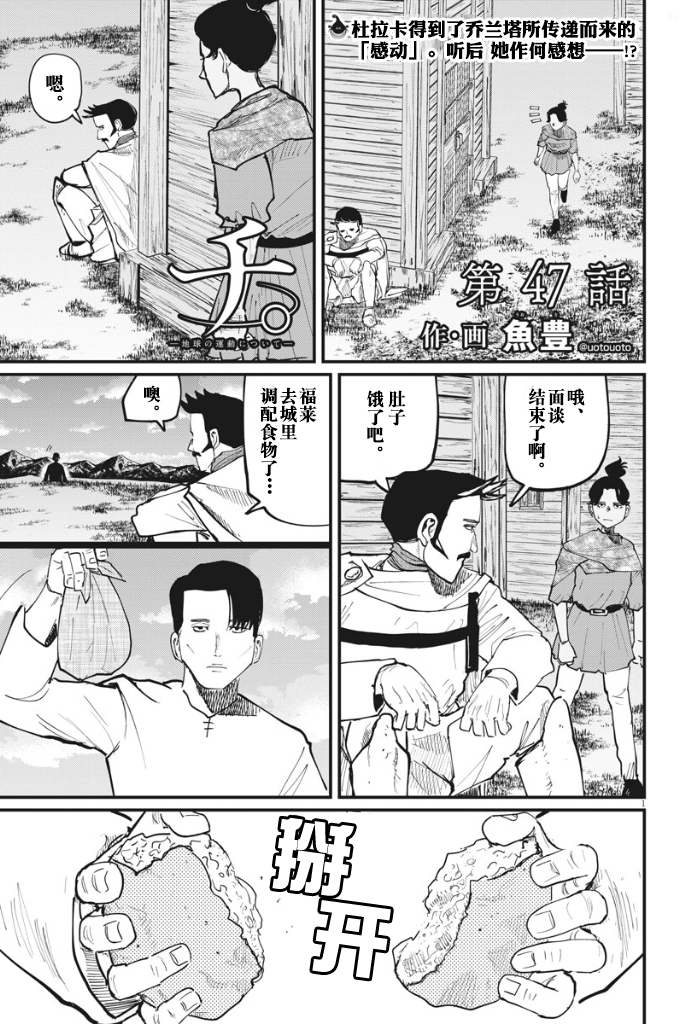 杜拉卡得到了乔兰塔所传递而来的
「感动」。听后 她作何感想——!?
第47話
作・画 魚豊
@uotouoto
嗯。
チ。
―地球の運動について―
哦、
面谈
结束了啊。
肚子
饿了吧。
福莱
去城里
调配食物了…
噢。
1
掰
开